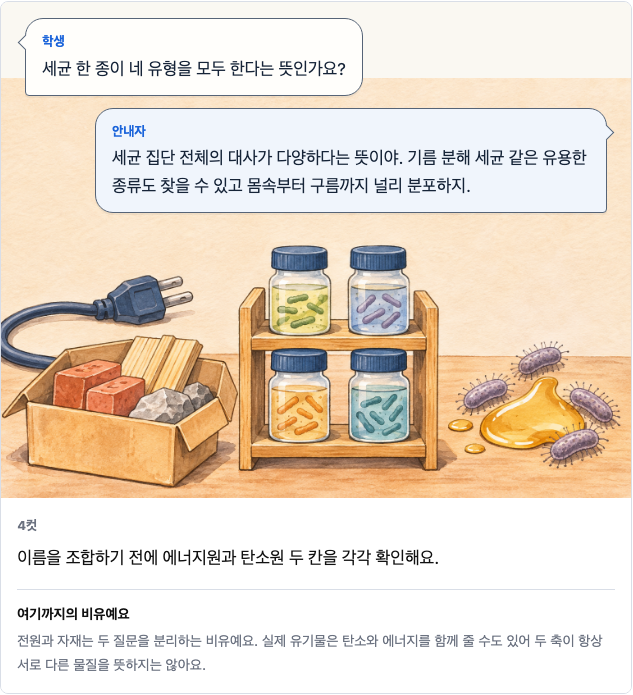 학생
세균 한 종이 네 유형을 모두 한다는 뜻인가요?
안내자
세균 집단 전체의 대사가 다양하다는 뜻이야. 기름 분해 세균 같은 유용한
종류도 찾을 수 있고 몸속부터 구름까지 널리 분포하지.
4컷
이름을 조합하기 전에 에너지원과 탄소원 두 칸을 각각 확인해요.
여기까지의 비유예요
전원과 자재는 두 질문을 분리하는 비유예요. 실제 유기물은 탄소와 에너지를 함께 줄 수도 있어 두 축이 항상
서로 다른 물질을 뜻하지는 않아요.